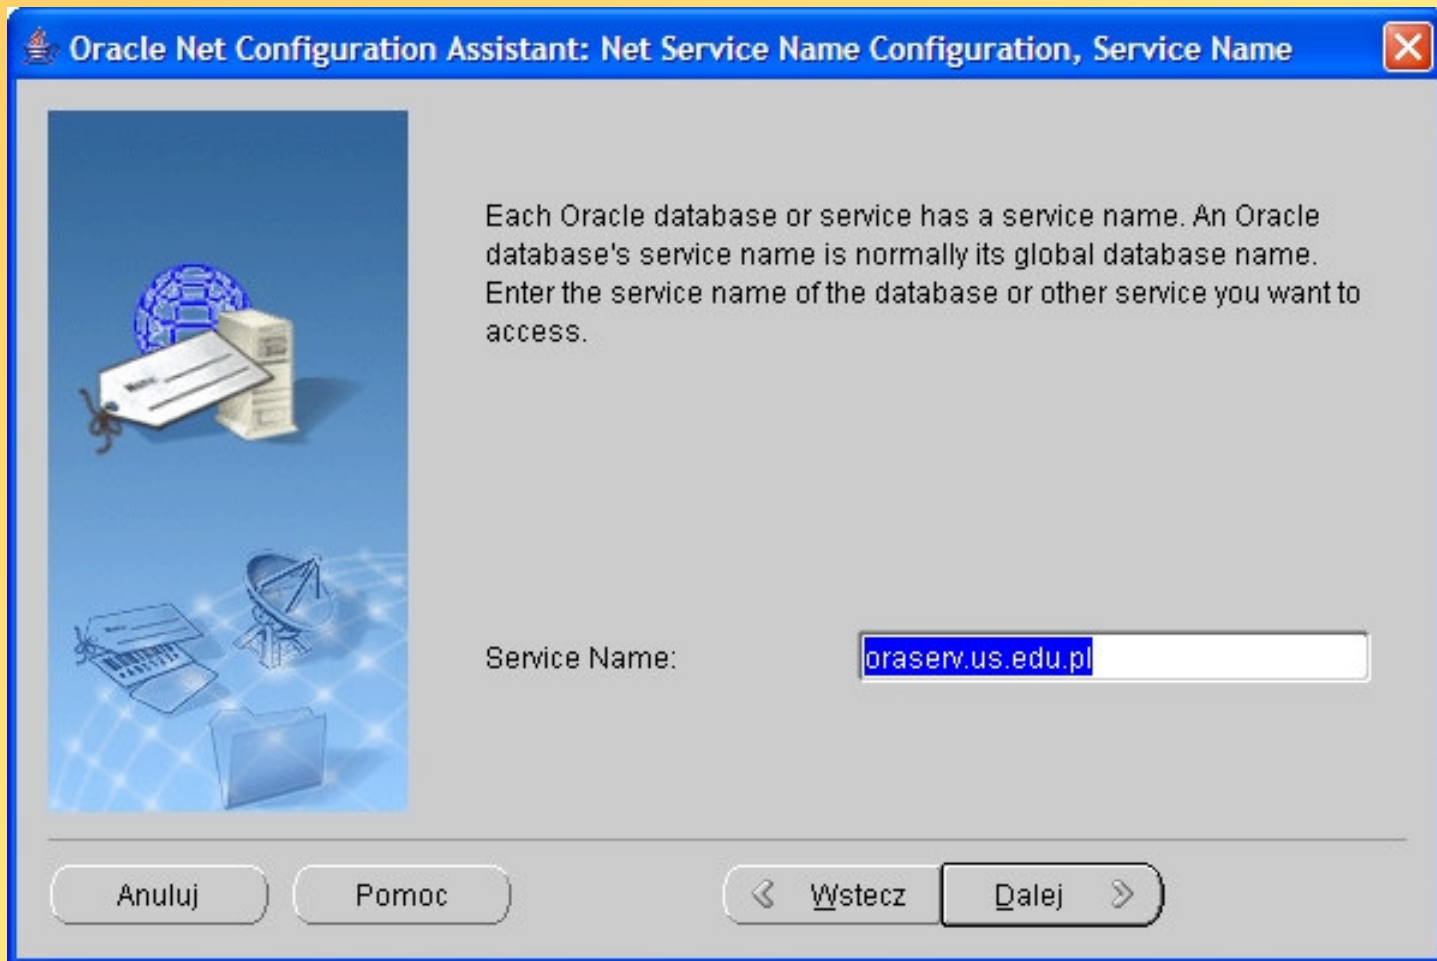 Oracle Net Configuration Assistant: Net Service Name Configuration, Service Name
Each Oracle database or service has a service name. An Oracle
database's service name is normally its global database name.
Enter the service name of the database or other service you want to
access.
Service Name:
oraserv.us.edu.pl
Anuluj
Pomoc
Wstecz
Dalej